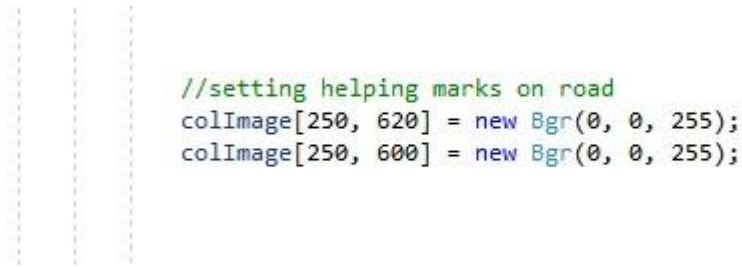 //setting helping marks on road
colImage[250, 620] = new Bgr(0, 0, 255);
colImage[250, 600] = new Bgr(0, 0, 255);